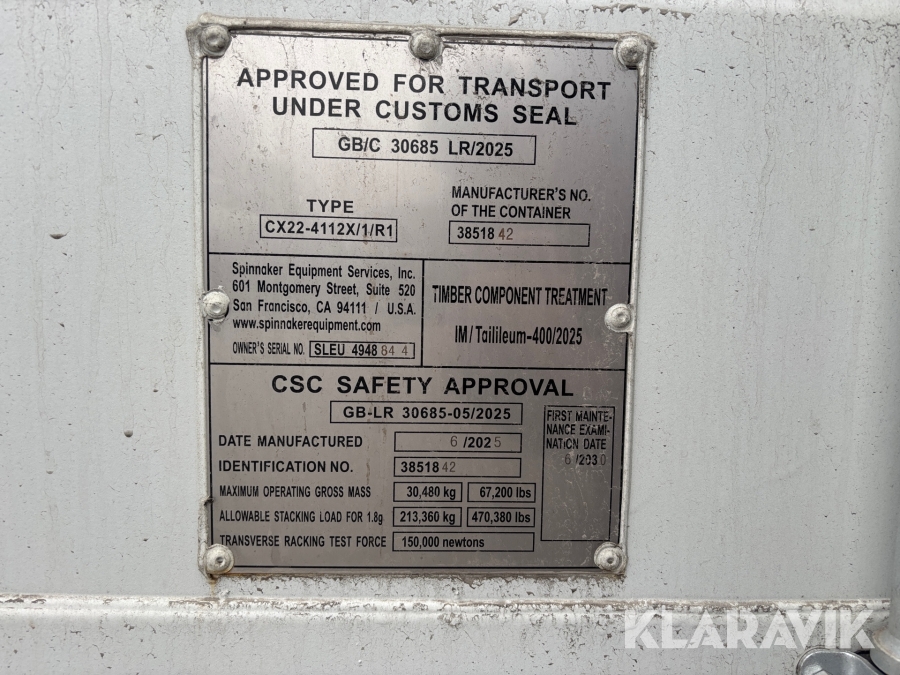 APPROVED FOR TRANSPORT
UNDER CUSTOMS SEAL
GB/C 30685 LR/2025
TYPE
CX22-4112X/1/R1
MANUFACTURER'S NO.
OF THE CONTAINER
3851842
Spinnaker Equipment Services, Inc.
601 Montgomery Street, Suite 520
San Francisco, CA 94111 / U.S.A.
www.spinnakerequipment.com
OWNER'S SERIAL NO. SLEU 4948 84 4
TIMBER COMPONENT TREATMENT
IM/Tailileum-400/2025
CSC SAFETY APPROVAL
GB-LR 30685-05/2025
DATE MANUFACTURED 6/2025
IDENTIFICATION NO. 3851842
MAXIMUM OPERATING GROSS MASS 30,480 kg 67,200 lbs
ALLOWABLE STACKING LOAD FOR 1.8g 213,360 kg 470,380 lbs
TRANSVERSE RACKING TEST FORCE 150,000 newtons
FIRST MAINTE-
NANCE EXAMI-
NATION DATE
6/2030
KLARAVIK